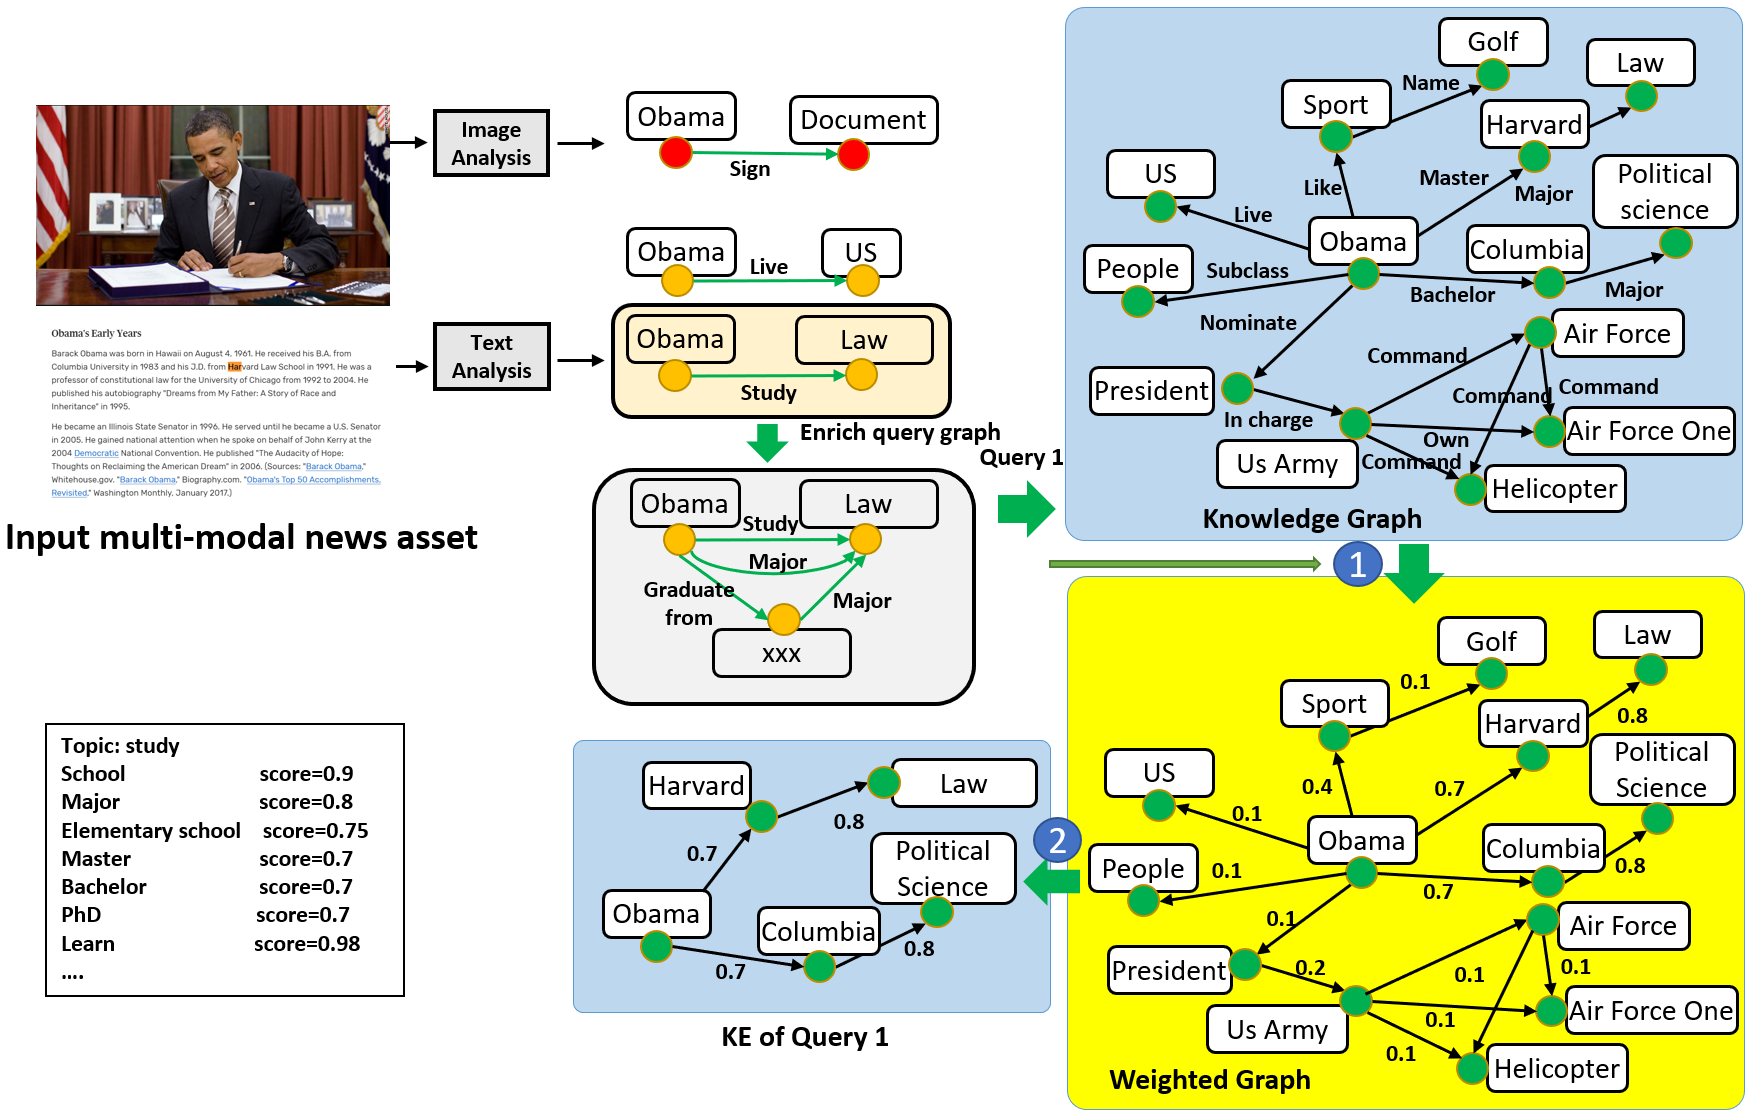 Image
Analysis
Obama
Document
Sign
Obama
US
Live
Obama's Early Years
Barack Obama was born in Hawaii on August 4, 1961. He received his B.A. from
Columbia University in 1983 and his J.D. from Harvard Law School in 1991. He was a
professor of constitutional law for the University of Chicago from 1992 to 2004. He
published his autobiography "Dreams from My Father: A Story of Race and
Inheritance" in 1995.
He became an Illinois State Senator in 1996. He served until he became a U.S. Senator
in 2005. He gained national attention when he spoke on behalf of John Kerry at the
2004 Democratic National Convention. He published "The Audacity of Hope:
Thoughts on Reclaiming the American Dream" in 2006. (Sources: "Barack Obama,"
Whitehouse.gov. "Barack Obama," Biography.com. "Obama's Top 50 Accomplishments,
Revisited," Washington Monthly, January 2017.)
Input multi-modal news asset
Text
Analysis
Obama
Law
Study
Enrich query graph
Query 1
Obama
Law
Study
Major
Graduate
from
Major
xxx
Golf
Law
Name
Sport
Harvard
US
Like
Master
Major
Political
science
Live
Obama
Columbia
People
Subclass
Bachelor
Major
Nominate
Air Force
Command
President
Command
Command
In charge
Own
Air Force One
Us Army
Command
Helicopter
Knowledge Graph
1
Golf
Law
0.1
Sport
Harvard
0.8
US
0.4
0.7
Political
Science
0.1
Obama
Columbia
People
0.1
0.7
0.8
0.1
Air Force
President
0.2
0.1
0.1
Us Army
0.1
Air Force One
0.1
Helicopter
Weighted Graph
2
Harvard
Law
0.8
0.7
Political
Science
Obama
Columbia
0.8
0.7
KE of Query 1
Topic: study
School score=0.9
Major score=0.8
Elementary school score=0.75
Master score=0.7
Bachelor score=0.7
PhD score=0.7
Learn score=0.98
....